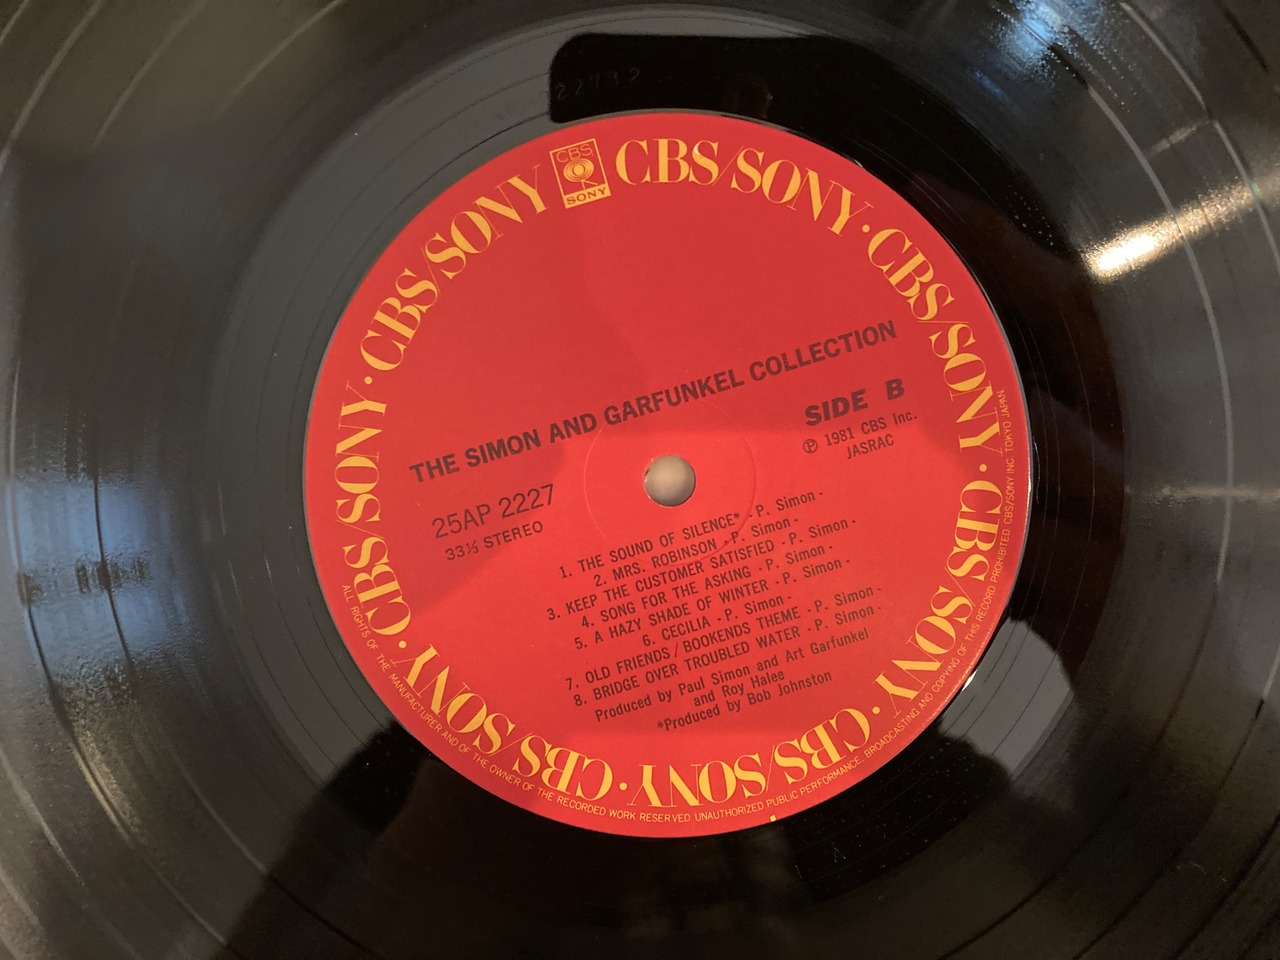 22792
CBS
SONY
CBS/SONY · CBS/SONY · CBS/SONY · CBS/SONY · CBS/SONY · CBS/SONY · CBS/SONY · CBS/SONY
THE SIMON AND GARFUNKEL COLLECTION
SIDE B
℗ 1981 CBS Inc.
JASRAC
25AP 2227
33⅓ STEREO
1. THE SOUND OF SILENCE* - P. Simon -
2. MRS. ROBINSON - P. Simon -
3. KEEP THE CUSTOMER SATISFIED - P. Simon -
4. SONG FOR THE ASKING - P. Simon -
5. A HAZY SHADE OF WINTER - P. Simon -
6. CECILIA - P. Simon -
7. OLD FRIENDS / BOOKENDS THEME - P. Simon -
8. BRIDGE OVER TROUBLED WATER - P. Simon -
Produced by Paul Simon and Art Garfunkel
and Roy Halee
*Produced by Bob Johnston
ALL RIGHTS OF THE MANUFACTURER AND OF THE OWNER OF THE RECORDED WORK RESERVED UNAUTHORIZED PUBLIC PERFORMANCE. BROADCASTING AND COPYING OF THIS RECORD PROHIBITED CBS/SONY INC. TOKYO JAPAN.